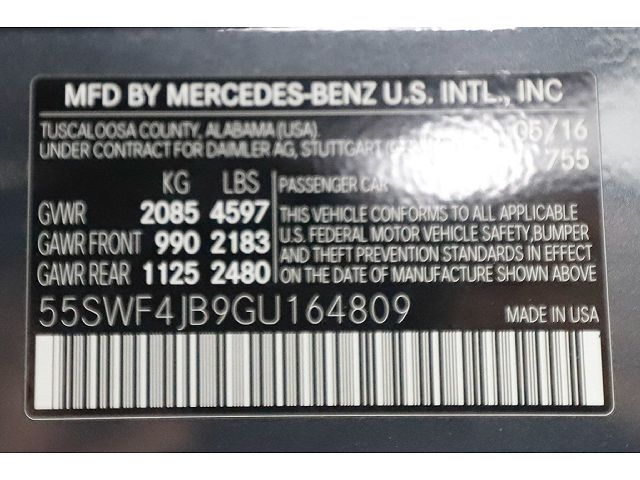 MFD BY MERCEDES-BENZ U.S. INTL., INC
TUSCALOOSA COUNTY, ALABAMA (USA) 05/16
UNDER CONTRACT FOR DAIMLER AG, STUTTGART 755
KG LBS PASSENGER CAR
GVWR 2085 4597 THIS VEHICLE CONFORMS TO ALL APPLICABLE
GAWR FRONT 990 2183 U.S. FEDERAL MOTOR VEHICLE SAFETY, BUMPER
AND THEFT PREVENTION STANDARDS IN EFFECT
GAWR REAR 1125 2480 ON THE DATE OF MANUFACTURE SHOWN ABOVE
55SWF4JB9GU164809 MADE IN USA